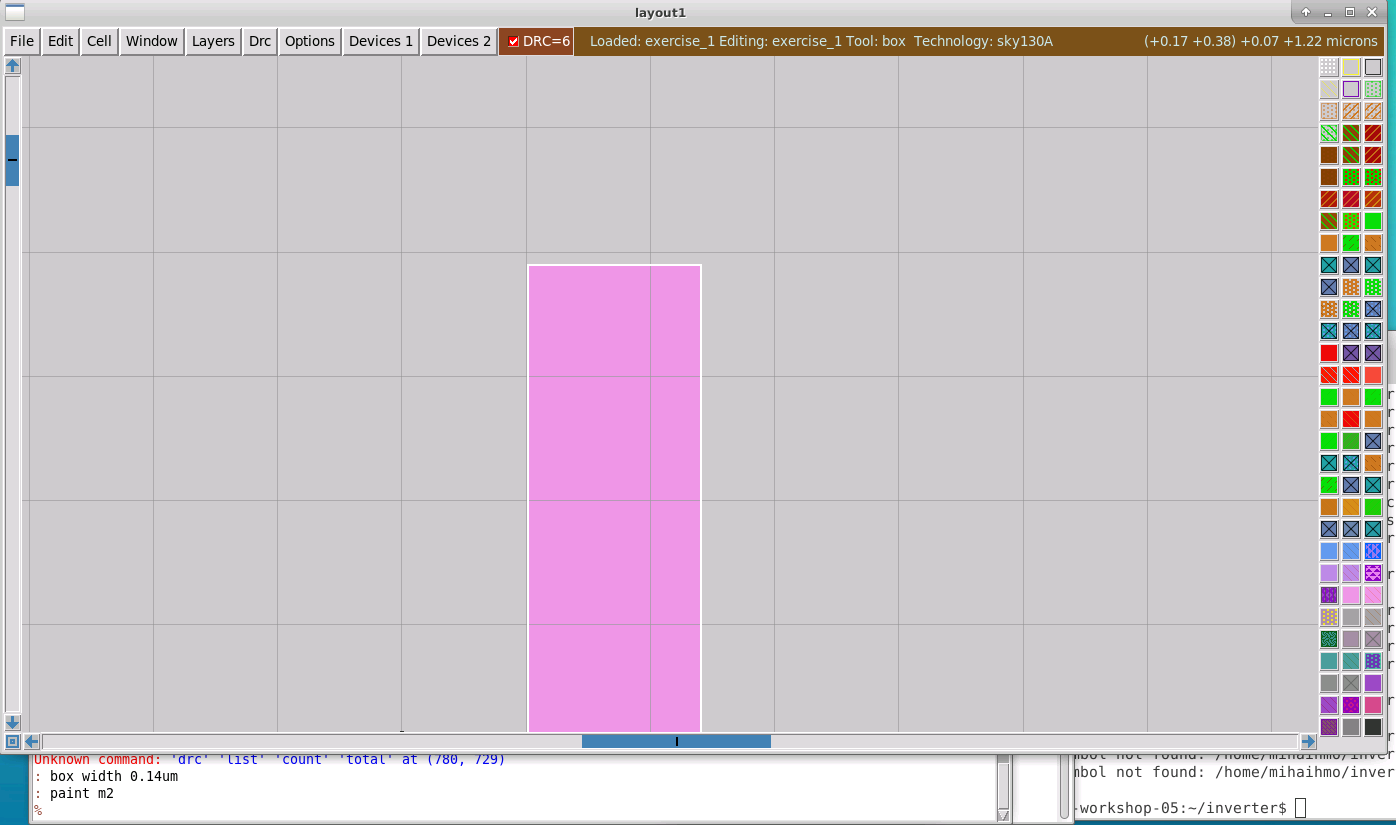 layout1
File Edit Cell Window Layers Drc Options Devices 1 Devices 2 DRC=6 Loaded: exercise_1 Editing: exercise_1 Tool: box Technology: sky130A (+0.17 +0.38) +0.07 +1.22 microns
Unknown command: 'drc' 'list' 'count' 'total' at (780, 729)
: box width 0.14um
: paint m2
%
mbol not found: /home/mihaihmo/inver
mbol not found: /home/mihaihmo/inver
-workshop-05:~/inverter$